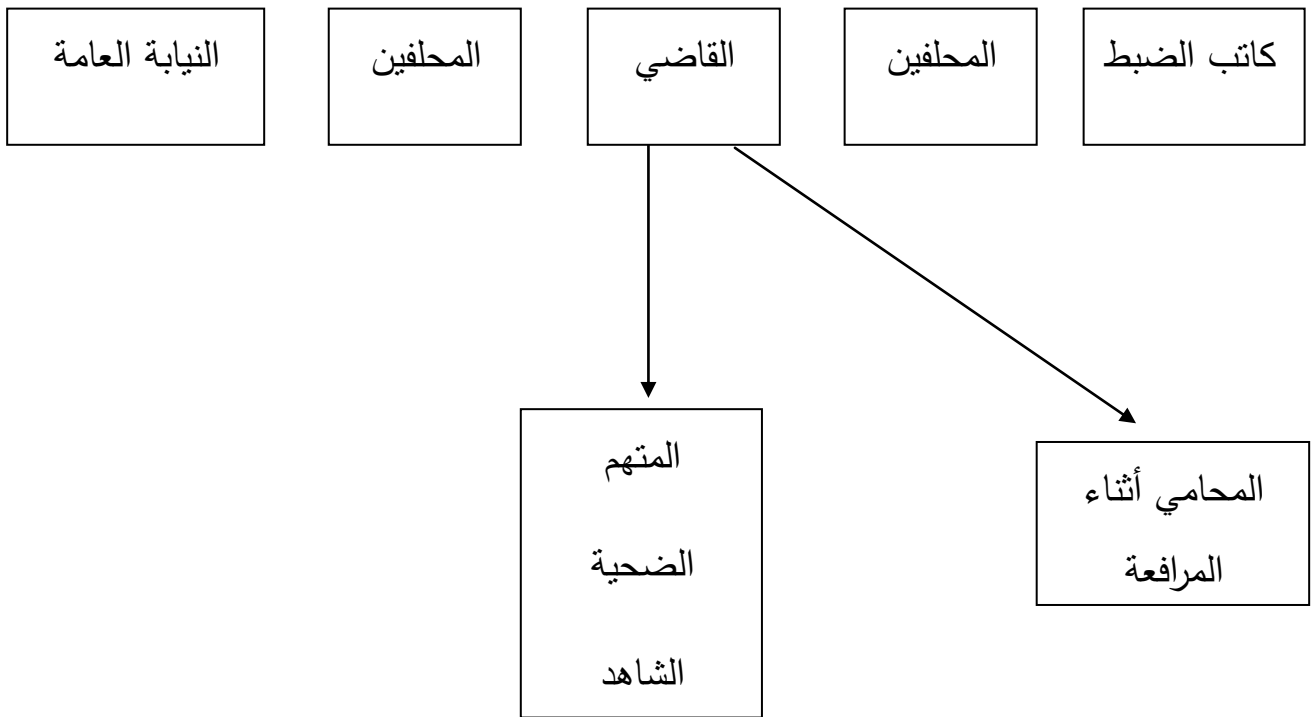 كاتب الضبط
المحلفين
القاضي
المحلفين
النيابة العامة
المتهم
الضحية
الشاهد
المحامي أثناء
المرافعة